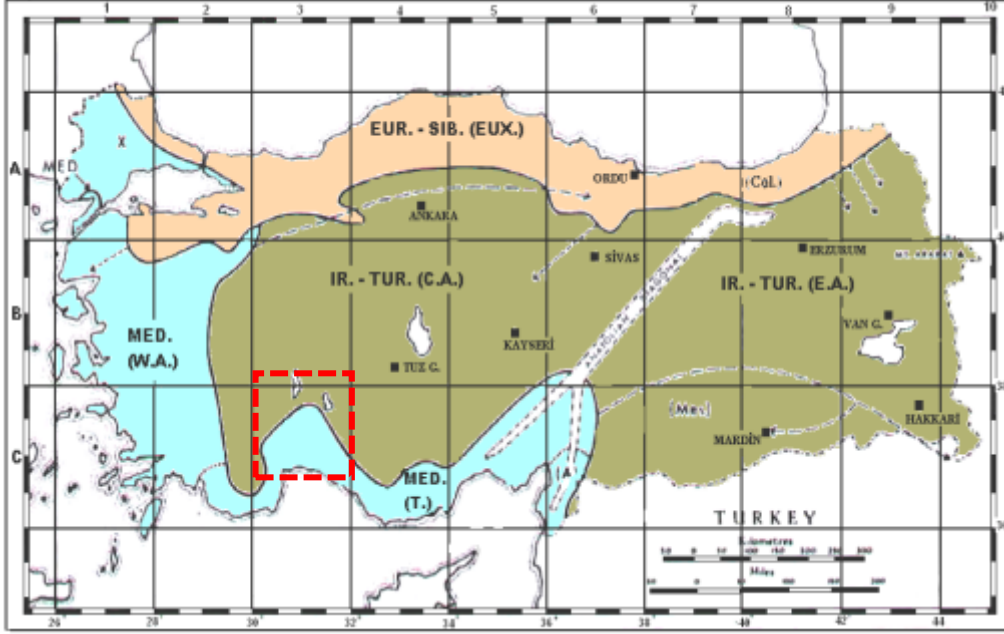 1 2 3 4 5 6 7 8 9 10
EUR. - SIB. (EUX.)
X
A
MED
ORDU
(Col.)
ANKARA
SİVAS
ERZURUM
IR. - TUR. (C.A.)
IR. - TUR. (E.A.)
ANATOLIAN DIAGONAL
B
MED.
(W.A.)
VAN G.
KAYSERİ
TUZ G.
HAKKARİ
MARDİN
C
MED.
(T.)
(A
TURKEY
Kilometres
Miles
26 28 30 32 34 36 38 40 42 44